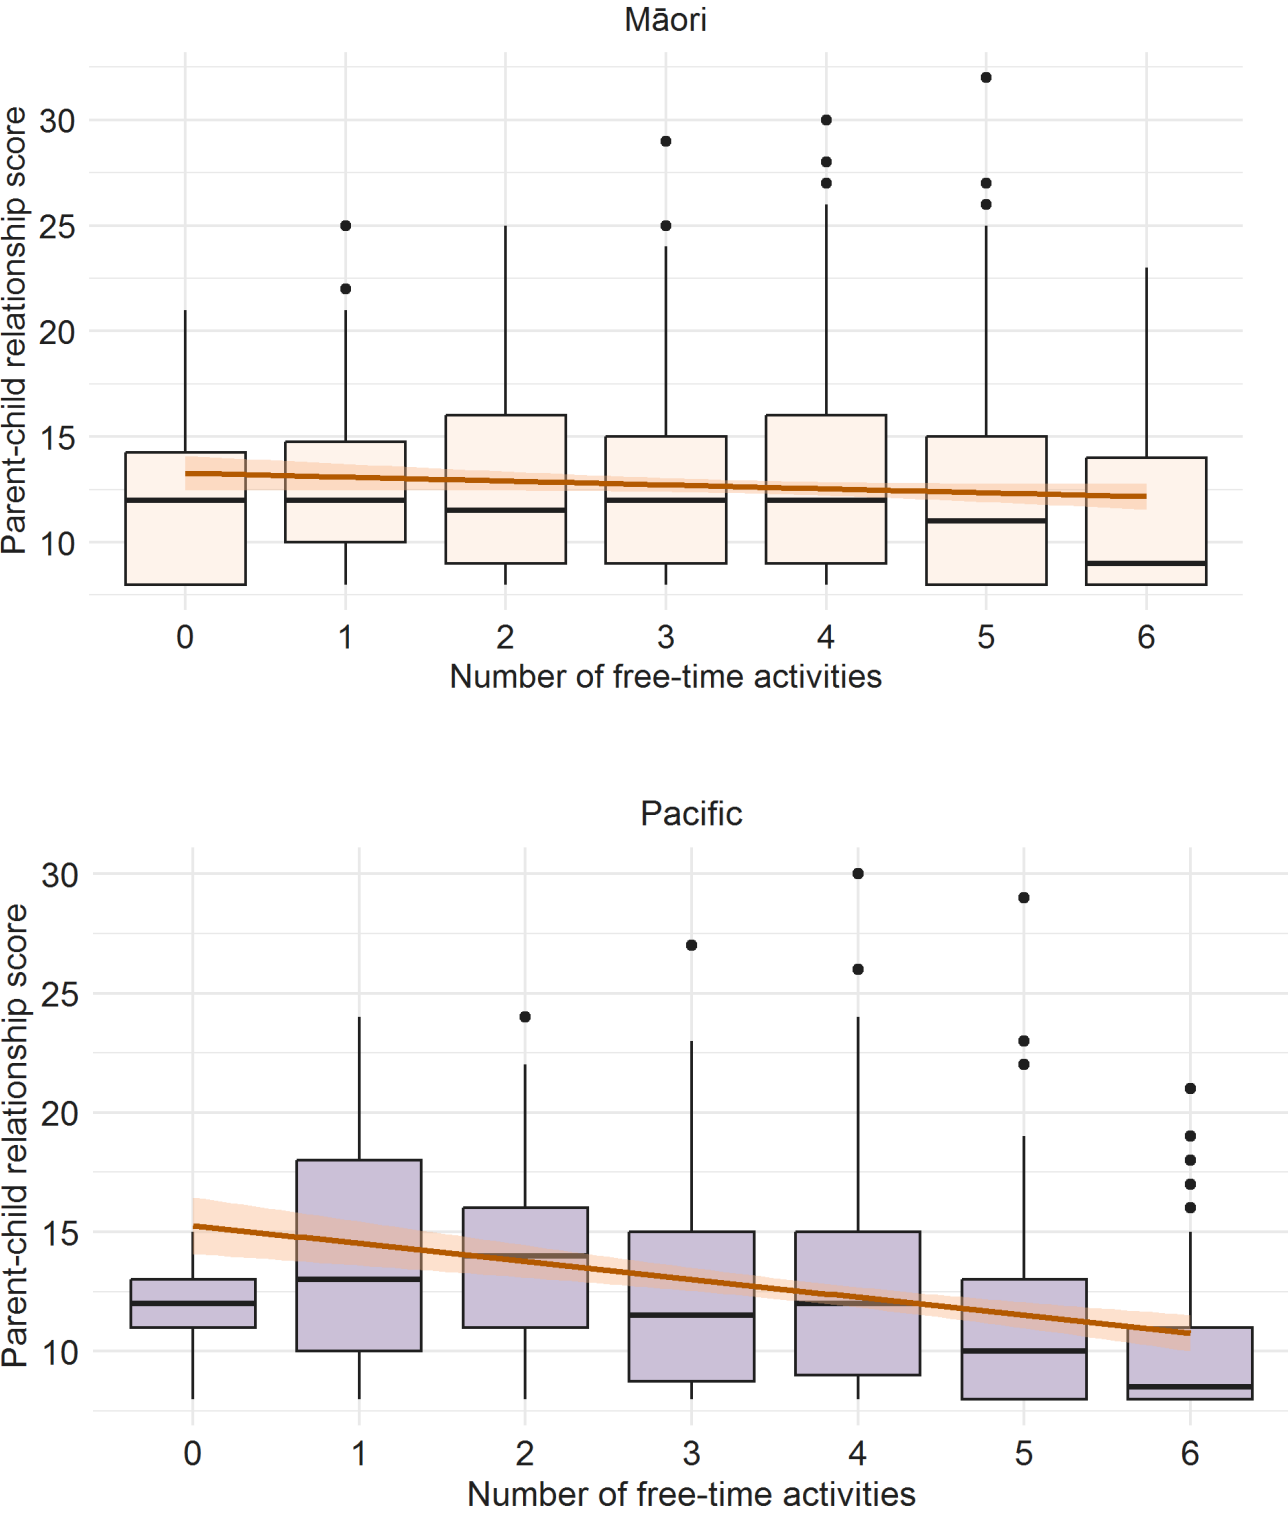 Māori
Parent-child relationship score
30
25
20
15
10
0 1 2 3 4 5 6
Number of free-time activities
Pacific
Parent-child relationship score
30
25
20
15
10
0 1 2 3 4 5 6
Number of free-time activities